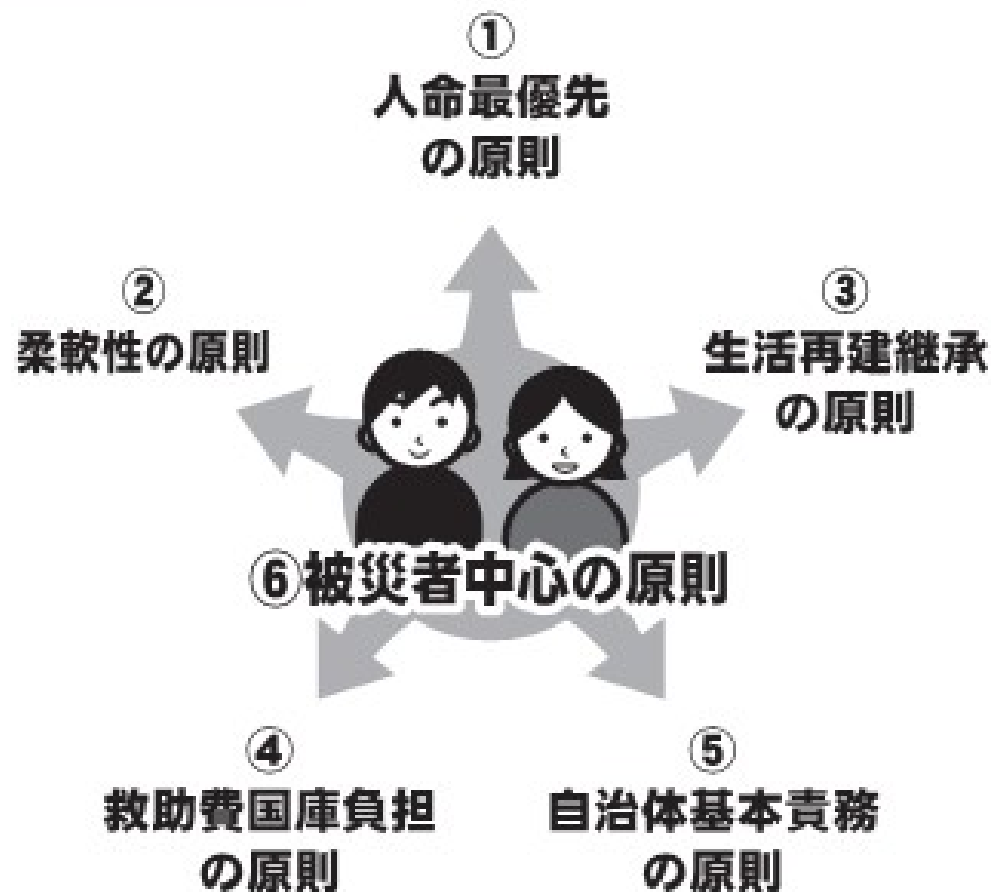 ①
人命最優先
の原則
②
柔軟性の原則
③
生活再建継承
の原則
⑥被災者中心の原則
④
救助費国庫負担
の原則
⑤
自治体基本責務
の原則